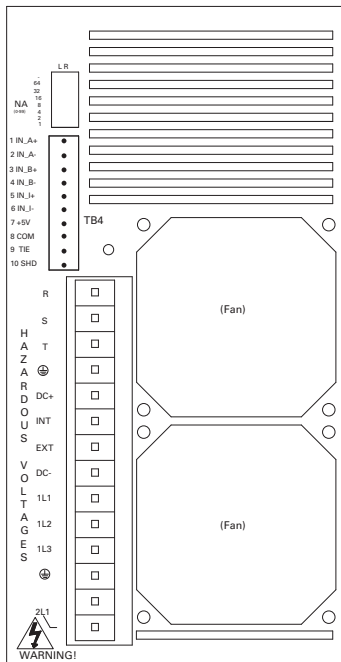 L R
-
64
32
16
NA
8
(0-99)
4
2
1
1 IN_A+
2 IN_A-
3 IN_B+
4 IN_B-
5 IN_I+
6 IN_I-
7 +5V
TB4
8 COM
9 TIE
10 SHD
R
S
T
DC+
INT
EXT
DC-
1L1
1L2
1L3
2L1
HAZARDOUS VOLTAGES
(Fan)
(Fan)
WARNING!